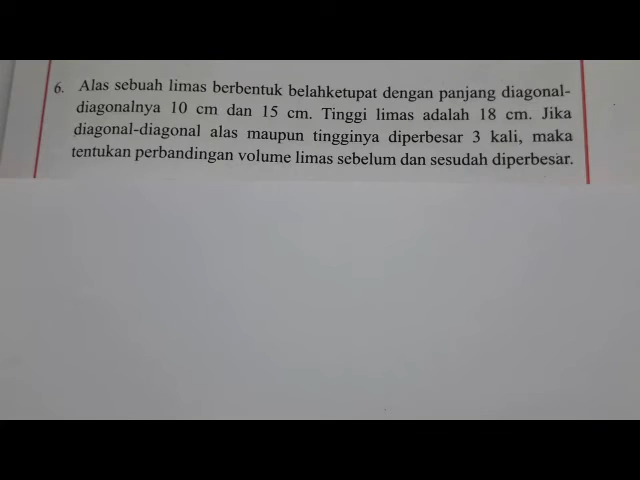 6. Alas sebuah limas berbentuk belahketupat dengan panjang diagonal-
diagonalnya 10 cm dan 15 cm. Tinggi limas adalah 18 cm. Jika
diagonal-diagonal alas maupun tingginya diperbesar 3 kali, maka
tentukan perbandingan volume limas sebelum dan sesudah diperbesar.